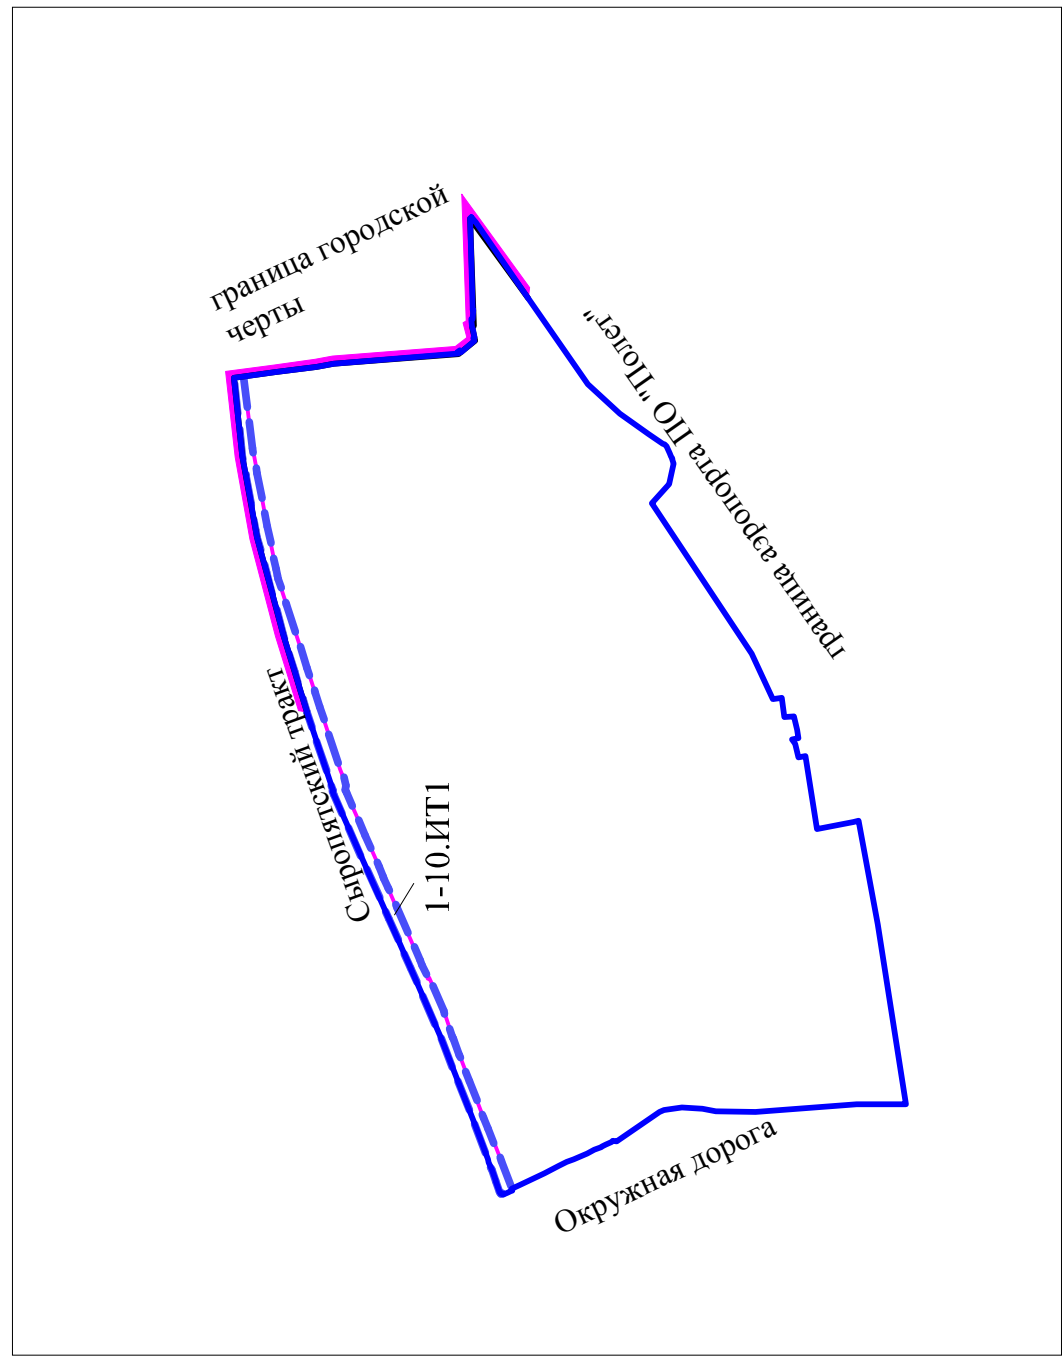 граница городской
черты
граница аэропорта ПО "Полет"
Сыропятский тракт
1-10.ИТ1
Окружная дорога